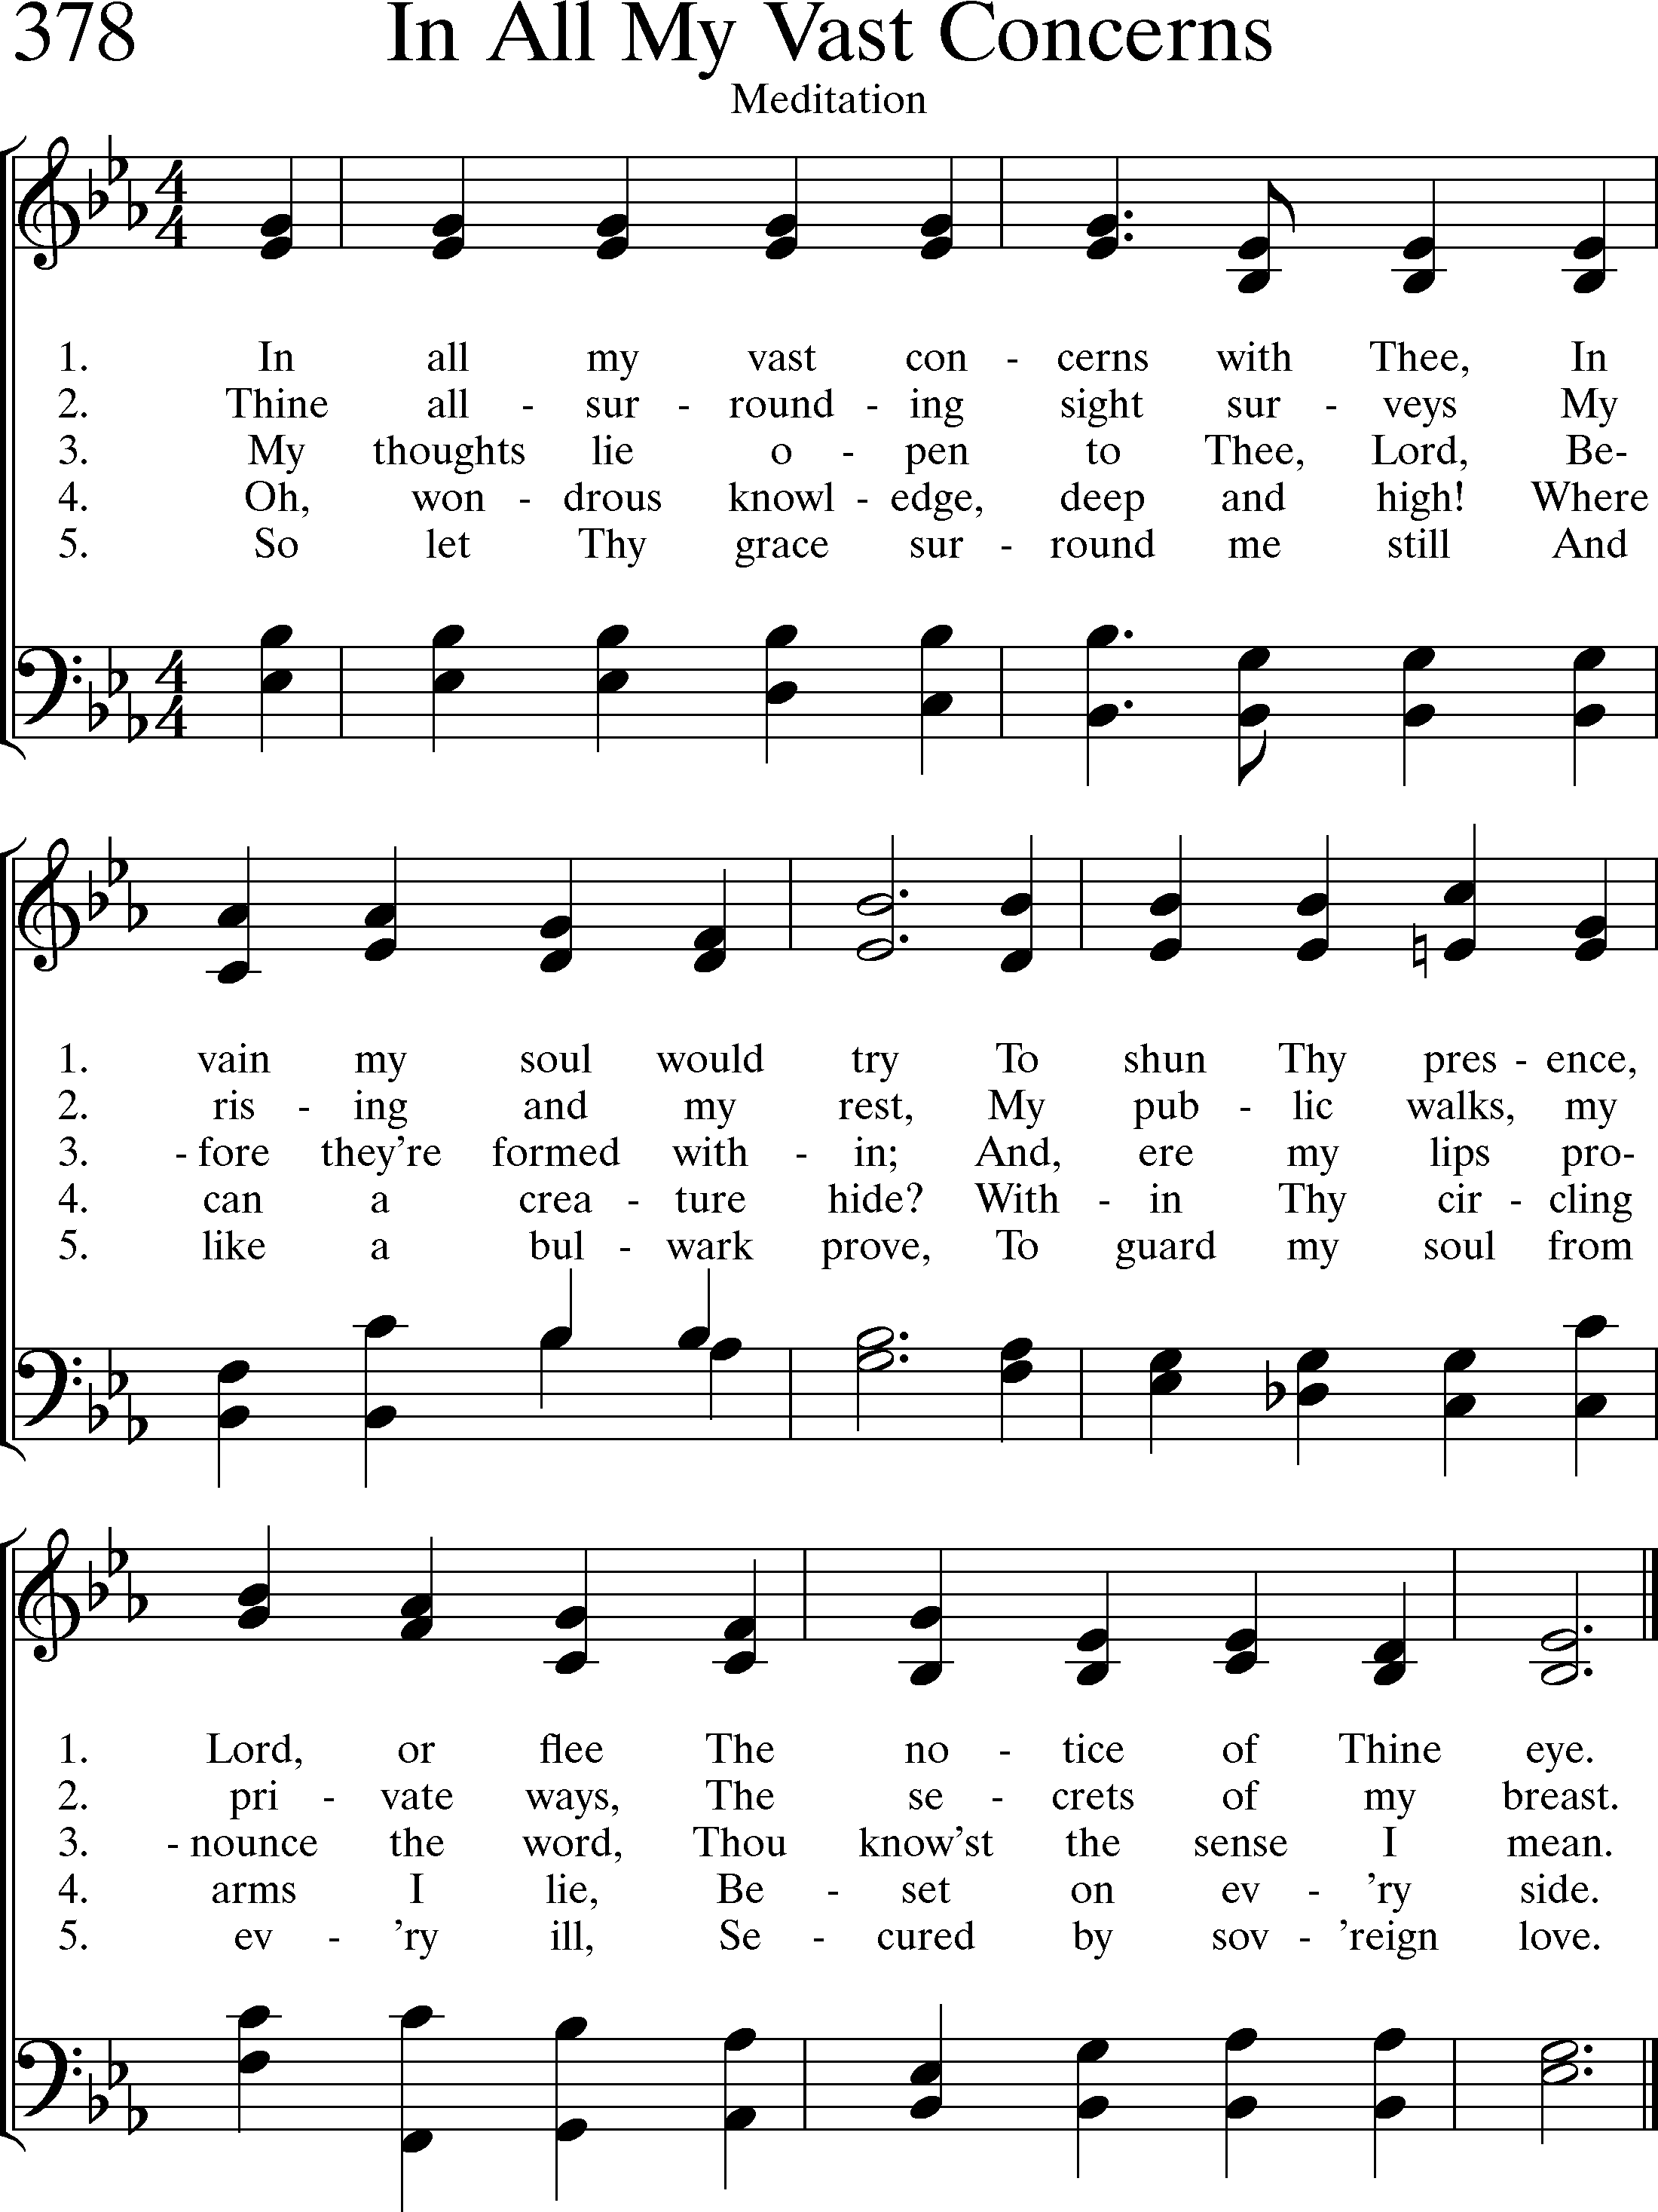 378 In All My Vast Concerns
Meditation
4 4
1. In all my vast con - cerns with Thee, In
2. Thine all - sur - round - ing sight sur - veys My
3. My thoughts lie o - pen to Thee, Lord, Be-
4. Oh, won - drous knowl - edge, deep and high! Where
5. So let Thy grace sur - round me still And
4 4
1. vain my soul would try To shun Thy pres - ence,
2. ris - ing and my rest, My pub - lic walks, my
3. - fore they’re formed with - in; And, ere my lips pro-
4. can a crea - ture hide? With - in Thy cir - cling
5. like a bul - wark prove, To guard my soul from
1. Lord, or flee The no - tice of Thine eye.
2. pri - vate ways, The se - crets of my breast.
3. - nounce the word, Thou know'st the sense I mean.
4. arms I lie, Be - set on ev - ’ry side.
5. ev - ’ry ill, Se - cured by sov - ’reign love.